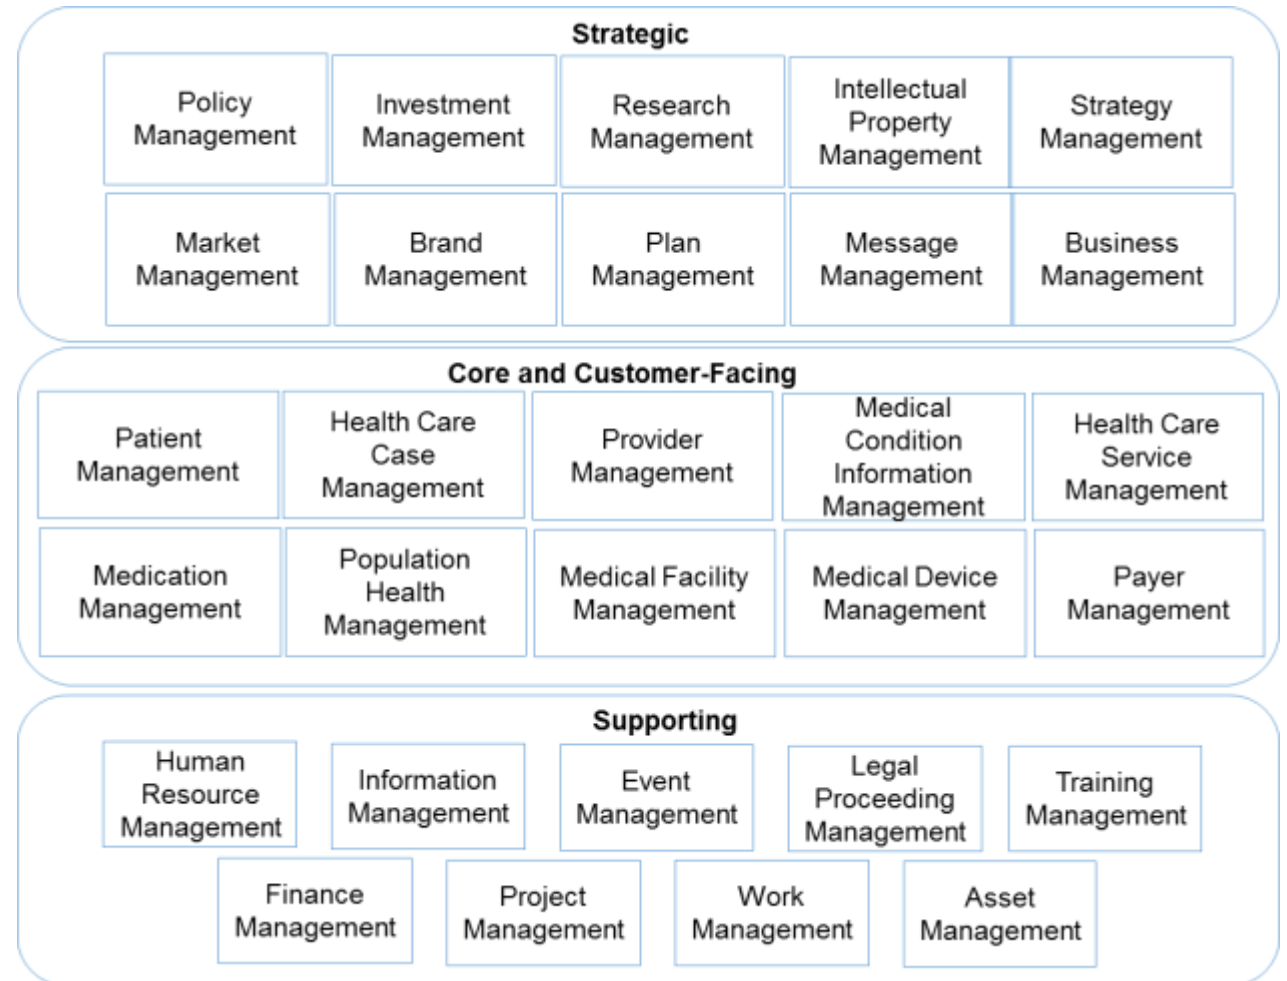 Strategic
Policy
Management
Investment
Management
Research
Management
Intellectual
Property
Management
Strategy
Management
Market
Management
Brand
Management
Plan
Management
Message
Management
Business
Management
Core and Customer-Facing
Patient
Management
Health Care
Case
Management
Provider
Management
Medical
Condition
Information
Management
Health Care
Service
Management
Medication
Management
Population
Health
Management
Medical Facility
Management
Medical Device
Management
Payer
Management
Supporting
Human
Resource
Management
Information
Management
Event
Management
Legal
Proceeding
Management
Training
Management
Finance
Management
Project
Management
Work
Management
Asset
Management